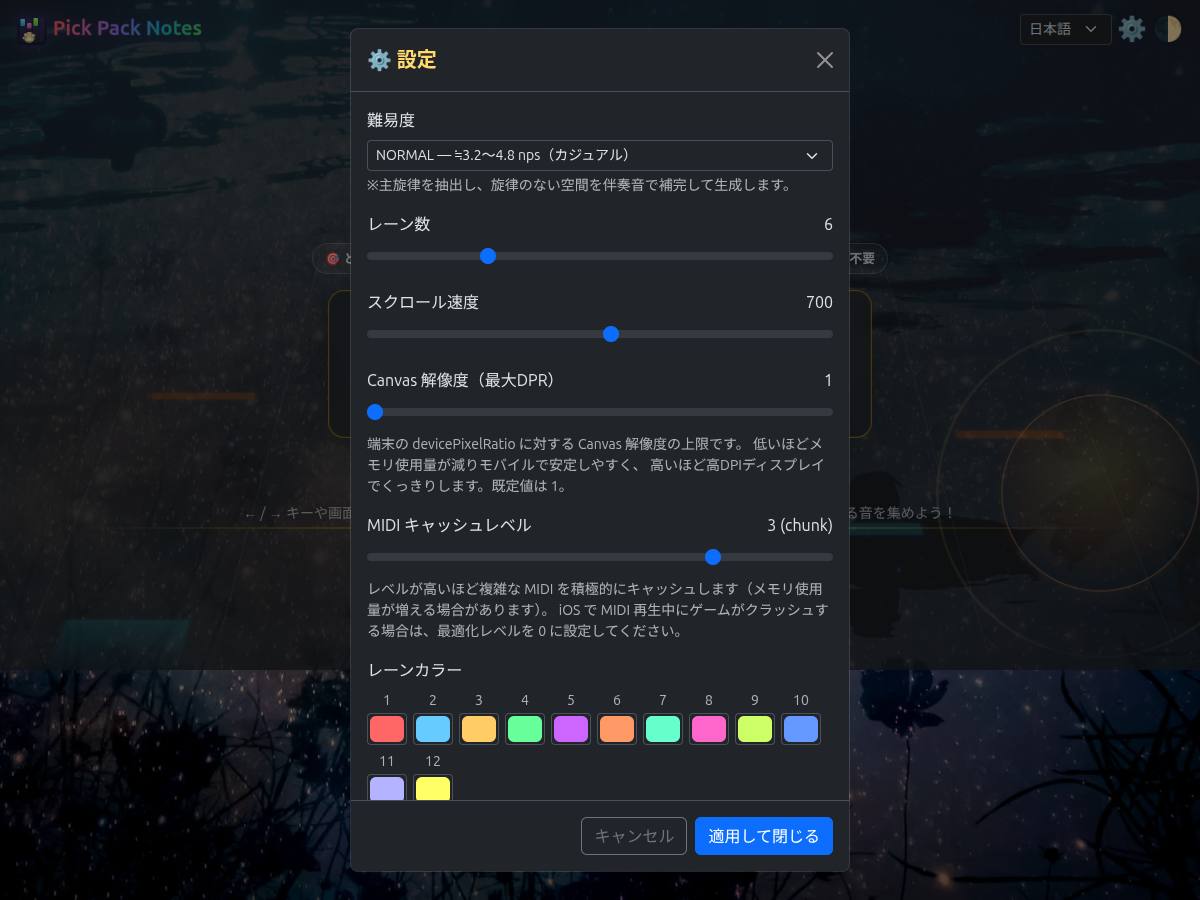 Pick Pack Notes
日本語
設定
難易度
NORMAL — ≒3.2〜4.8 nps（カジュアル）
※主旋律を抽出し、旋律のない空間を伴奏音で補完して生成します。
レーン数 6
不要
スクロール速度 700
Canvas 解像度（最大DPR） 1
端末の devicePixelRatio に対する Canvas 解像度の上限です。 低いほどメ
モリ使用量が減りモバイルで安定しやすく、 高いほど高DPIディスプレイ
でくっきりします。既定値は 1。
←/→ キーや画面
る音を集めよう！
MIDI キャッシュレベル 3 (chunk)
レベルが高いほど複雑な MIDI を積極的にキャッシュします（メモリ使用
量が増える場合があります）。 iOS で MIDI 再生中にゲームがクラッシュす
る場合は、最適化レベルを 0 に設定してください。
レーンカラー
1 2 3 4 5 6 7 8 9 10
11 12
キャンセル 適用して閉じる